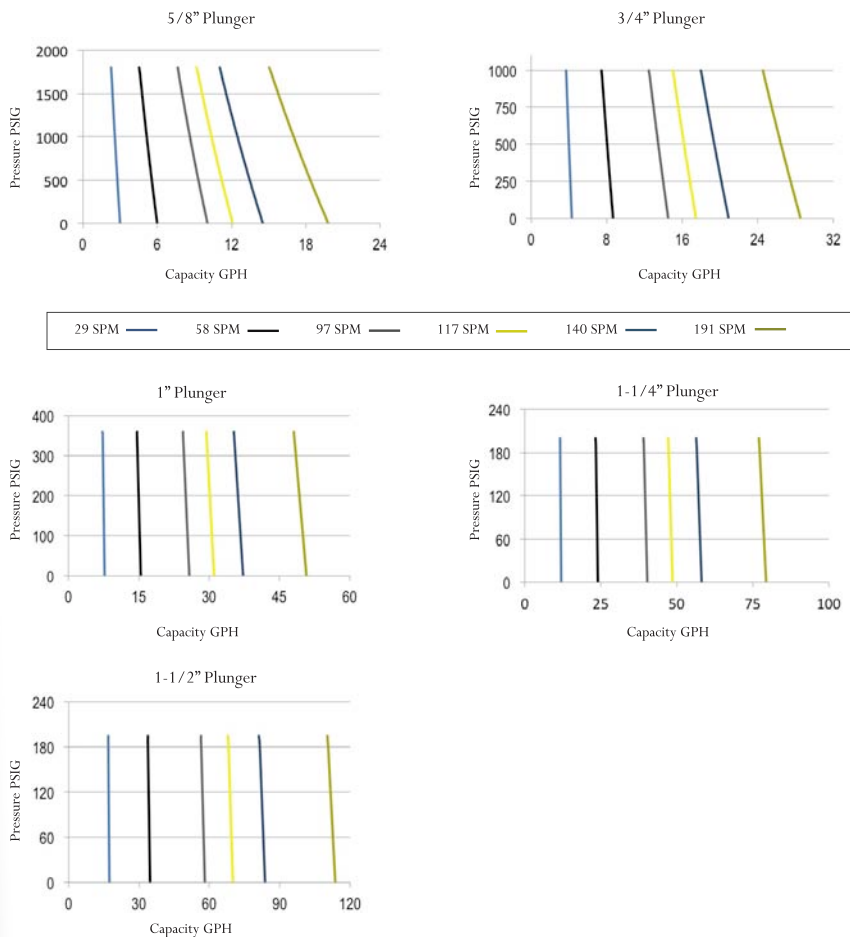 5/8” Plunger
3/4” Plunger
2000
1500
1000
500
0
Pressure PSIG
0 6 12 18 24
Capacity GPH
1000
750
500
250
0
Pressure PSIG
0 8 16 24 32
Capacity GPH
29 SPM 58 SPM 97 SPM 117 SPM 140 SPM 191 SPM
1” Plunger
400
300
200
100
0
Pressure PSIG
0 15 30 45 60
Capacity GPH
1-1/4” Plunger
240
180
120
60
0
Pressure PSIG
0 25 50 75 100
Capacity GPH
1-1/2” Plunger
240
180
120
60
0
Pressure PSIG
0 30 60 90 120
Capacity GPH